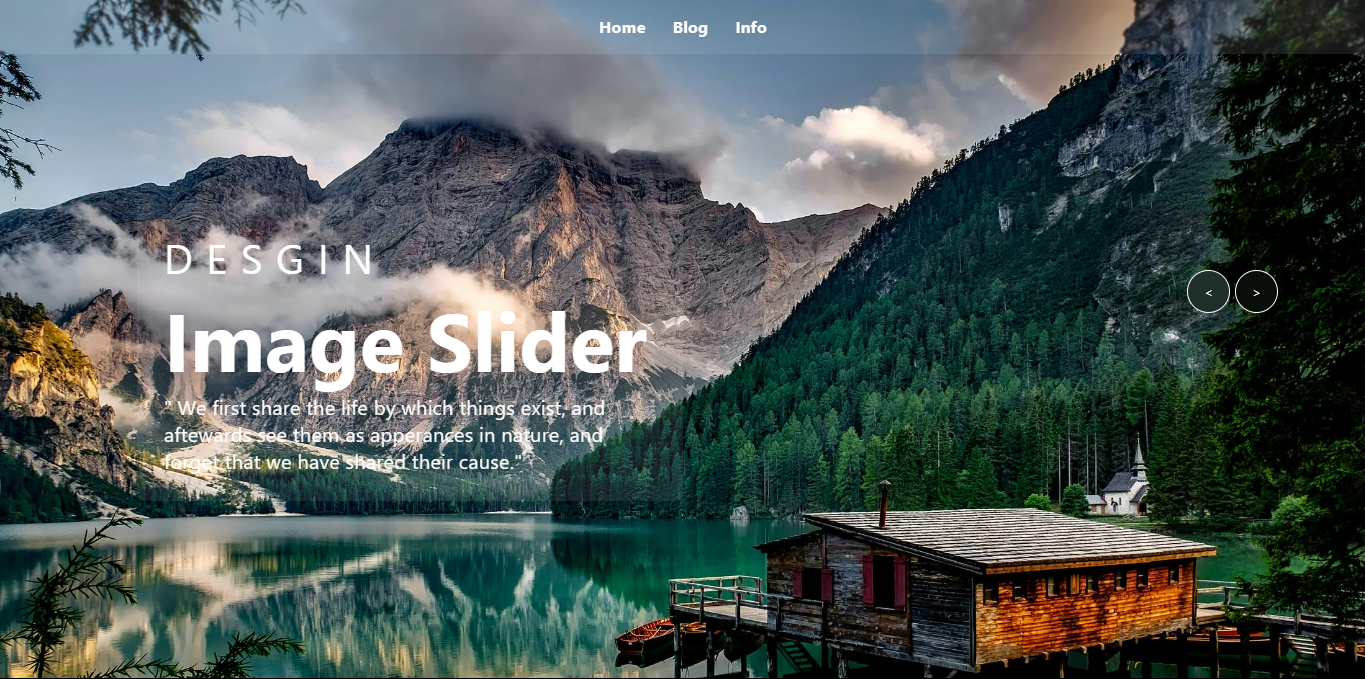 Home Blog Info
DESGIN
Image Slider
" We first share the life by which things exist, and
aftewards see them as apperances in nature, and
forget that we have shared their cause."
< >